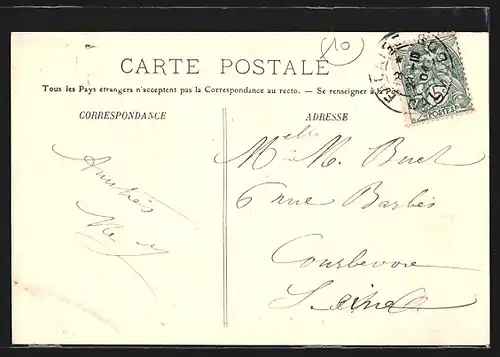 10
CARTE POSTALE
Tous les Pays étrangers n'acceptent pas la Correspondance au recto. — Se renseigner à la
CORRESPONDANCE
ADRESSE
Amitiés
Melle M. Buet
6 rue Barbès
Courbevoie
Seine
5
POSTES